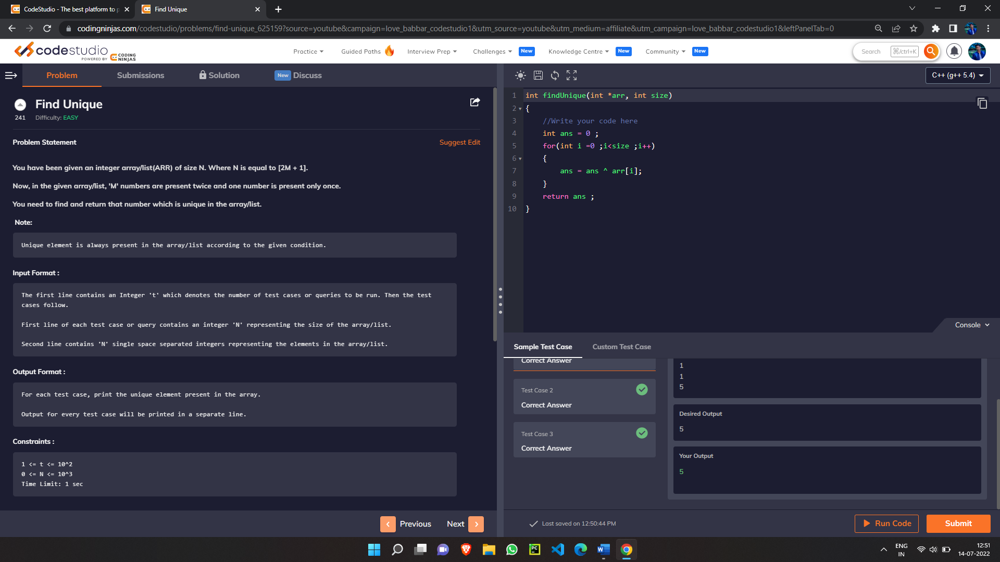 CodeStudio - The best platform to p
Find Unique
codingninjas.com/codestudio/problems/find-unique_625159?source=youtube&campaign=love_babbar_codestudio1&utm_source=youtube&utm_medium=affiliate&utm_campaign=love_babbar_codestudio1&leftPanelTab=0
codestudio
POWERED BY CODING NINJAS
Practice
Guided Paths
Interview Prep
Challenges New
Knowledge Centre New
Community New
Search ⌘/ctrl+K
Problem
Submissions
Solution
New Discuss
Find Unique
241 Difficulty: EASY
Problem Statement
Suggest Edit
You have been given an integer array/list(ARR) of size N. Where N is equal to [2M + 1].
Now, in the given array/list, 'M' numbers are present twice and one number is present only once.
You need to find and return that number which is unique in the array/list.
Note:
Unique element is always present in the array/list according to the given condition.
Input Format :
The first line contains an Integer 't' which denotes the number of test cases or queries to be run. Then the test
cases follow.
First line of each test case or query contains an integer 'N' representing the size of the array/list.
Second line contains 'N' single space separated integers representing the elements in the array/list.
Output Format :
For each test case, print the unique element present in the array.
Output for every test case will be printed in a separate line.
Constraints :
1 <= t <= 10^2
0 <= N <= 10^3
Time Limit: 1 sec
Previous
Next
C++ (g++ 5.4)
1 int findUnique(int *arr, int size)
2 {
3     //Write your code here
4     int ans = 0 ;
5     for(int i =0 ;i<size ;i++)
6     {
7         ans = ans ^ arr[i];
8     }
9     return ans ;
10 }
Console
Sample Test Case
Custom Test Case
Correct Answer
Test Case 2
Correct Answer
Test Case 3
Correct Answer
1
1
5
Desired Output
5
Your Output
5
Last saved on 12:50:44 PM
Run Code
Submit
PC
W
ENG
IN
12:51
14-07-2022